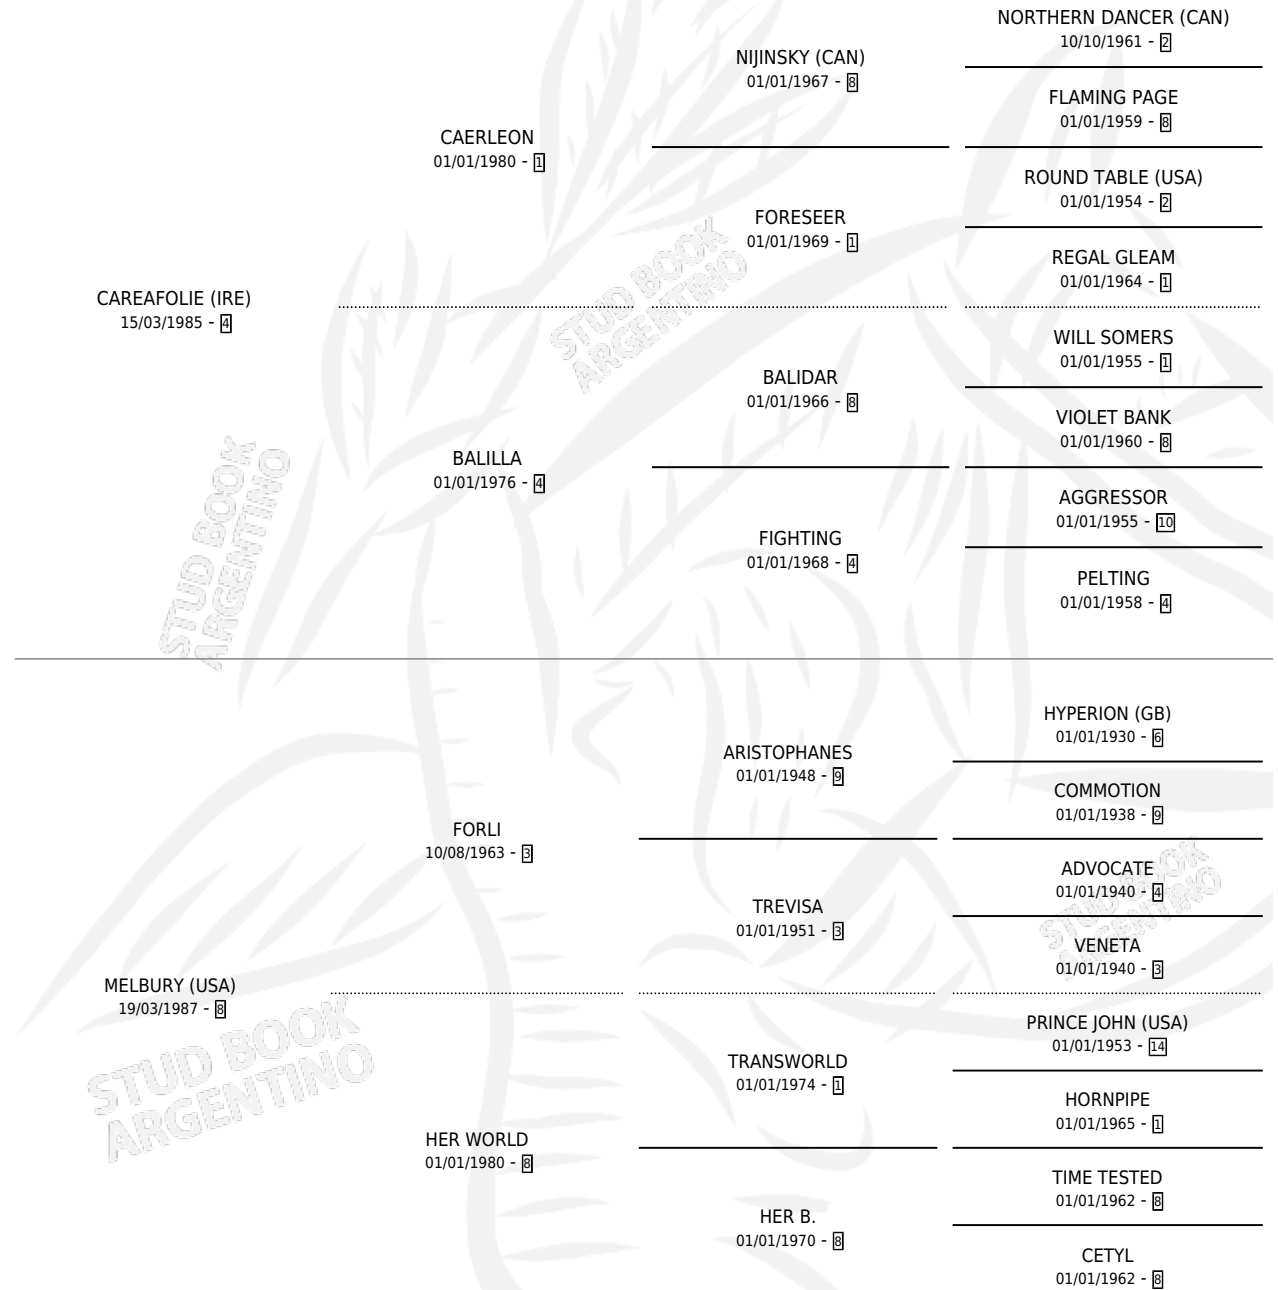 NORTHERN DANCER (CAN)
10/10/1961 - 2
NIJINSKY (CAN)
01/01/1967 - 8
FLAMING PAGE
01/01/1959 - 8
CAERLEON
01/01/1980 - 1
ROUND TABLE (USA)
01/01/1954 - 2
FORESEER
01/01/1969 - 1
REGAL GLEAM
01/01/1964 - 1
CAREAFOLIE (IRE)
15/03/1985 - 4
WILL SOMERS
01/01/1955 - 1
BALIDAR
01/01/1966 - 8
VIOLET BANK
01/01/1960 - 8
BALILLA
01/01/1976 - 4
AGGRESSOR
01/01/1955 - 10
FIGHTING
01/01/1968 - 4
PELTING
01/01/1958 - 4
STUD BOOK
ARGENTINO
STUD BOOK
ARGENTINO
HYPERION (GB)
01/01/1930 - 6
ARISTOPHANES
01/01/1948 - 9
COMMOTION
01/01/1938 - 9
FORLI
10/08/1963 - 3
ADVOCATE
01/01/1940 - 4
TREVISA
01/01/1951 - 3
VENETA
01/01/1940 - 3
MELBURY (USA)
19/03/1987 - 8
PRINCE JOHN (USA)
01/01/1953 - 14
TRANSWORLD
01/01/1974 - 1
HORNPIPE
01/01/1965 - 1
HER WORLD
01/01/1980 - 8
TIME TESTED
01/01/1962 - 8
HER B.
01/01/1970 - 8
CETYL
01/01/1962 - 8
STUD BOOK
ARGENTINO
STUD BOOK
ARGENTINO